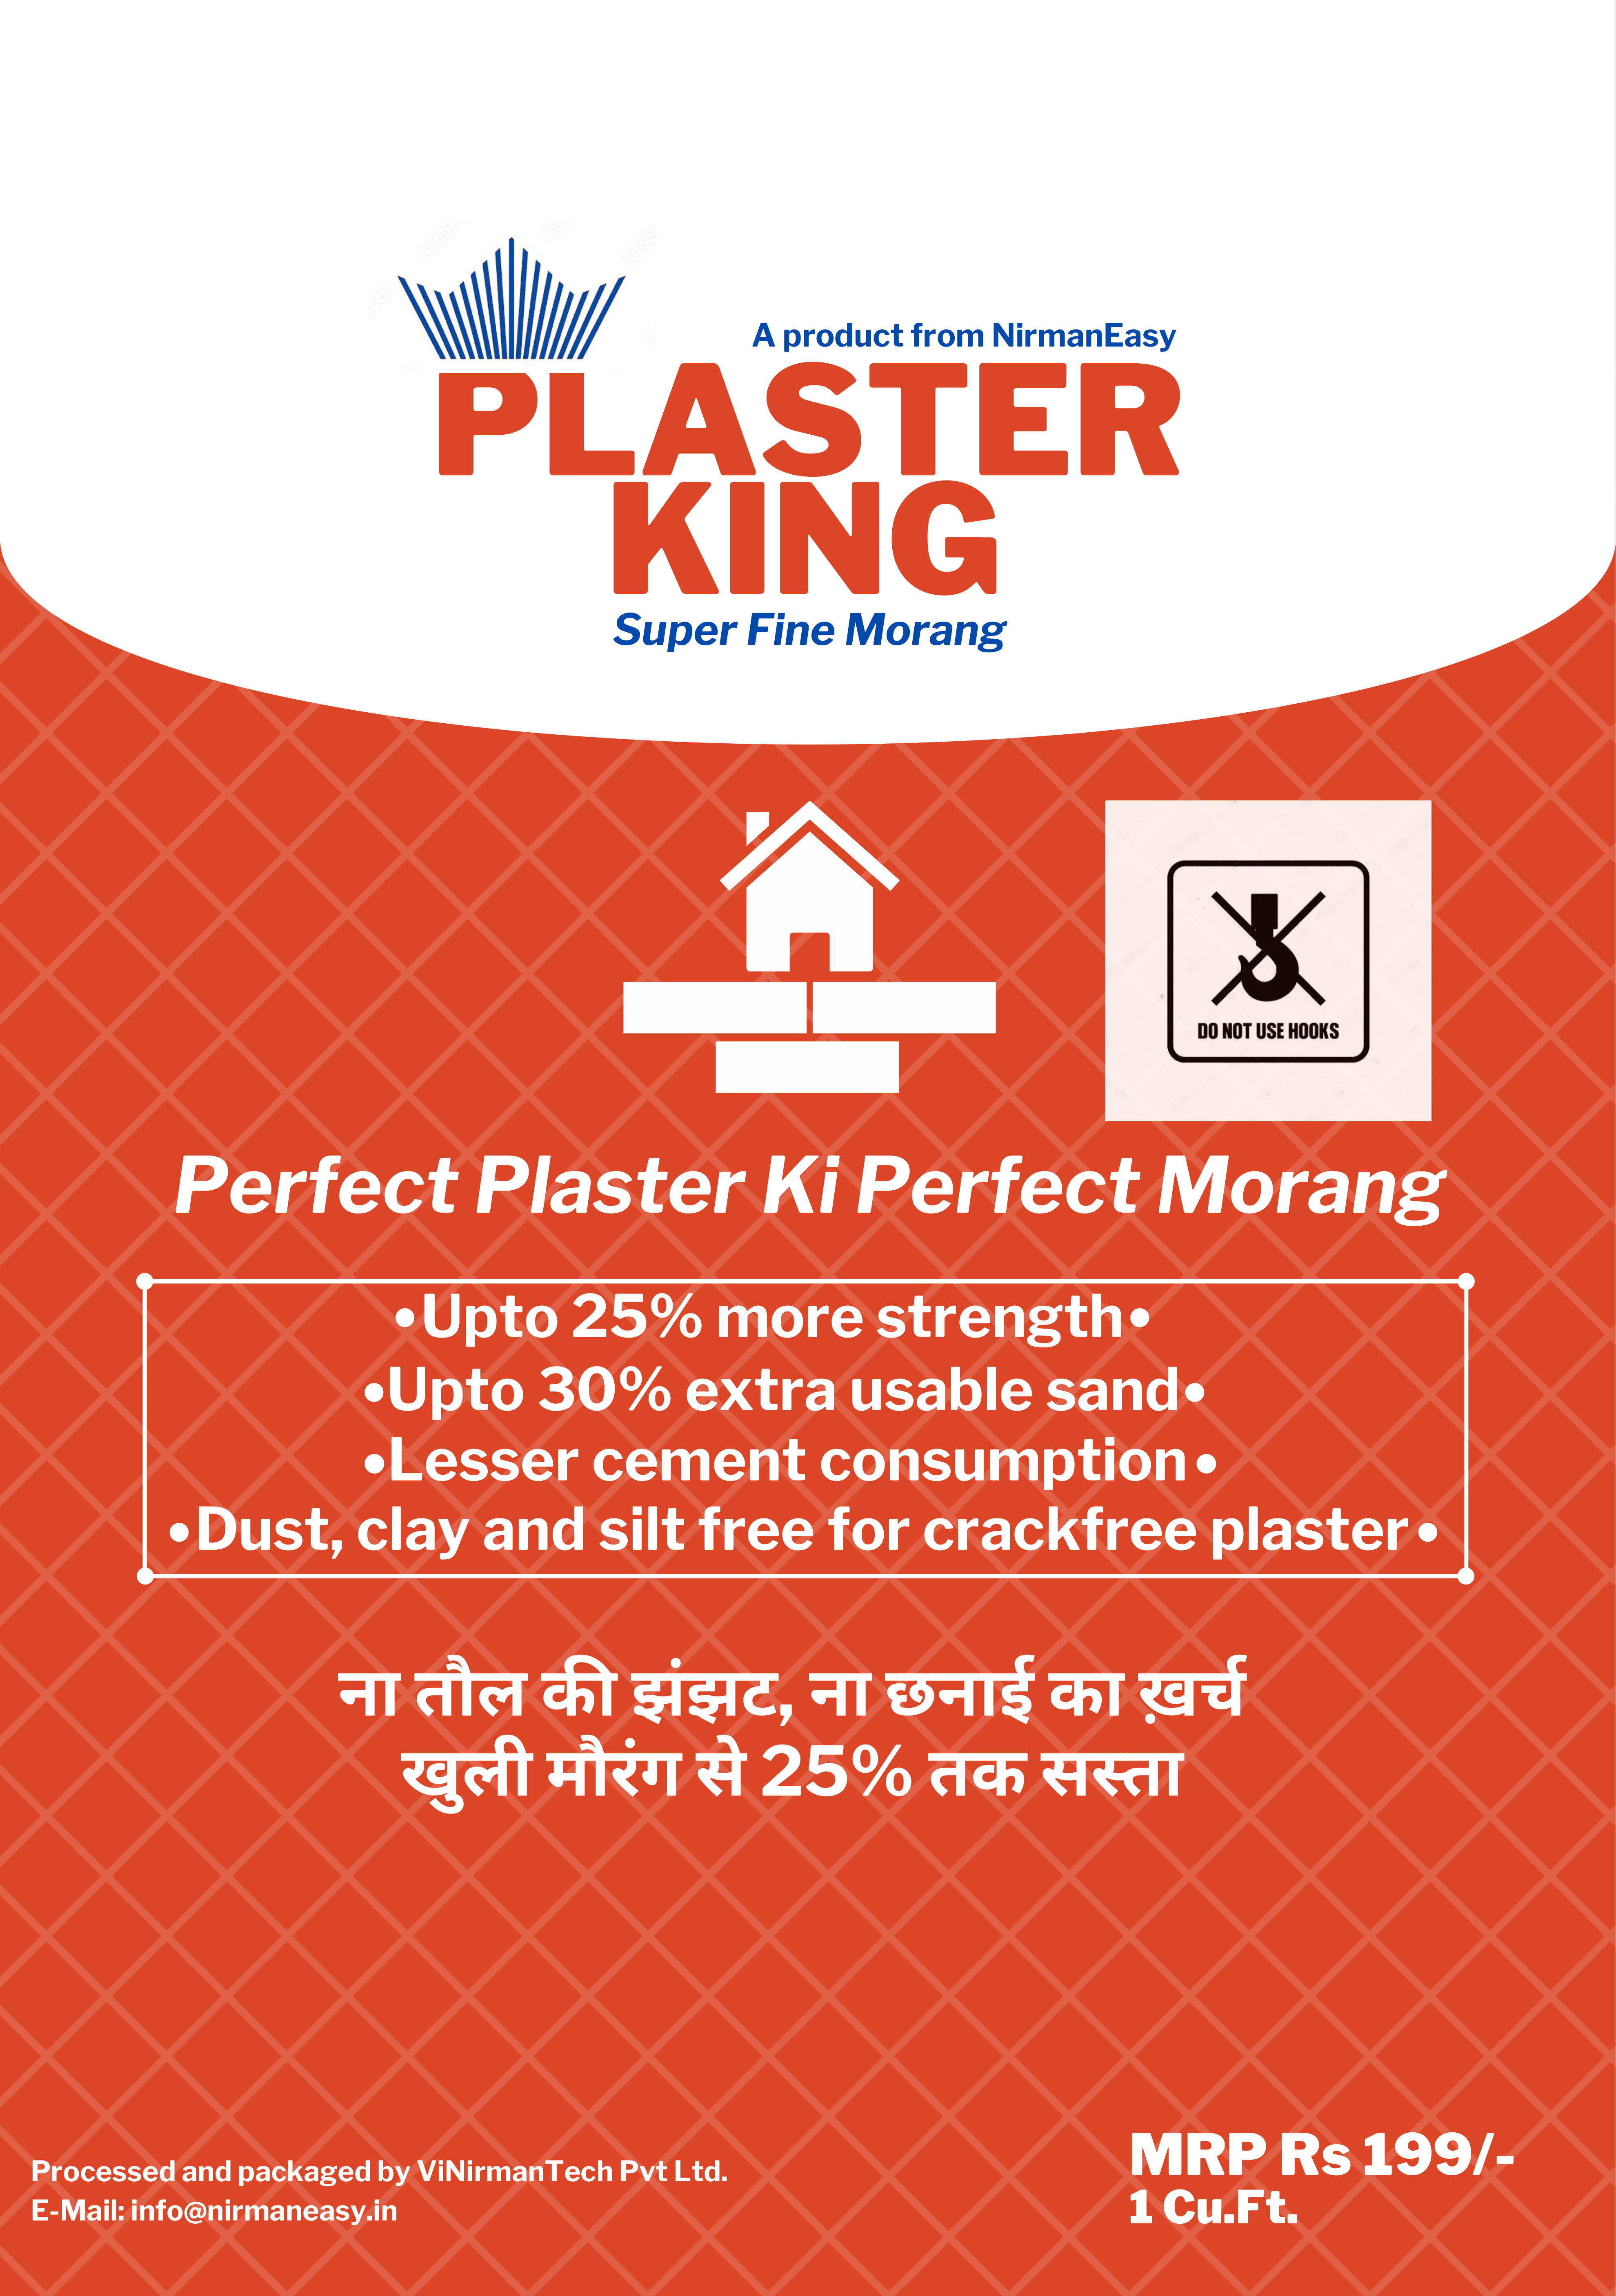 A product from NirmanEasy
PLASTER
KING
Super Fine Morang
DO NOT USE HOOKS
Perfect Plaster Ki Perfect Morang
•Upto 25% more strength•
•Upto 30% extra usable sand•
•Lesser cement consumption•
•Dust, clay and silt free for crackfree plaster•
ना तौल की झंझट, ना छनाई का ख़र्च
खुली मौरंग से 25% तक सस्ता
Processed and packaged by ViNirmanTech Pvt Ltd.
E-Mail: info@nirmaneasy.in
MRP Rs 199/-
1 Cu.Ft.